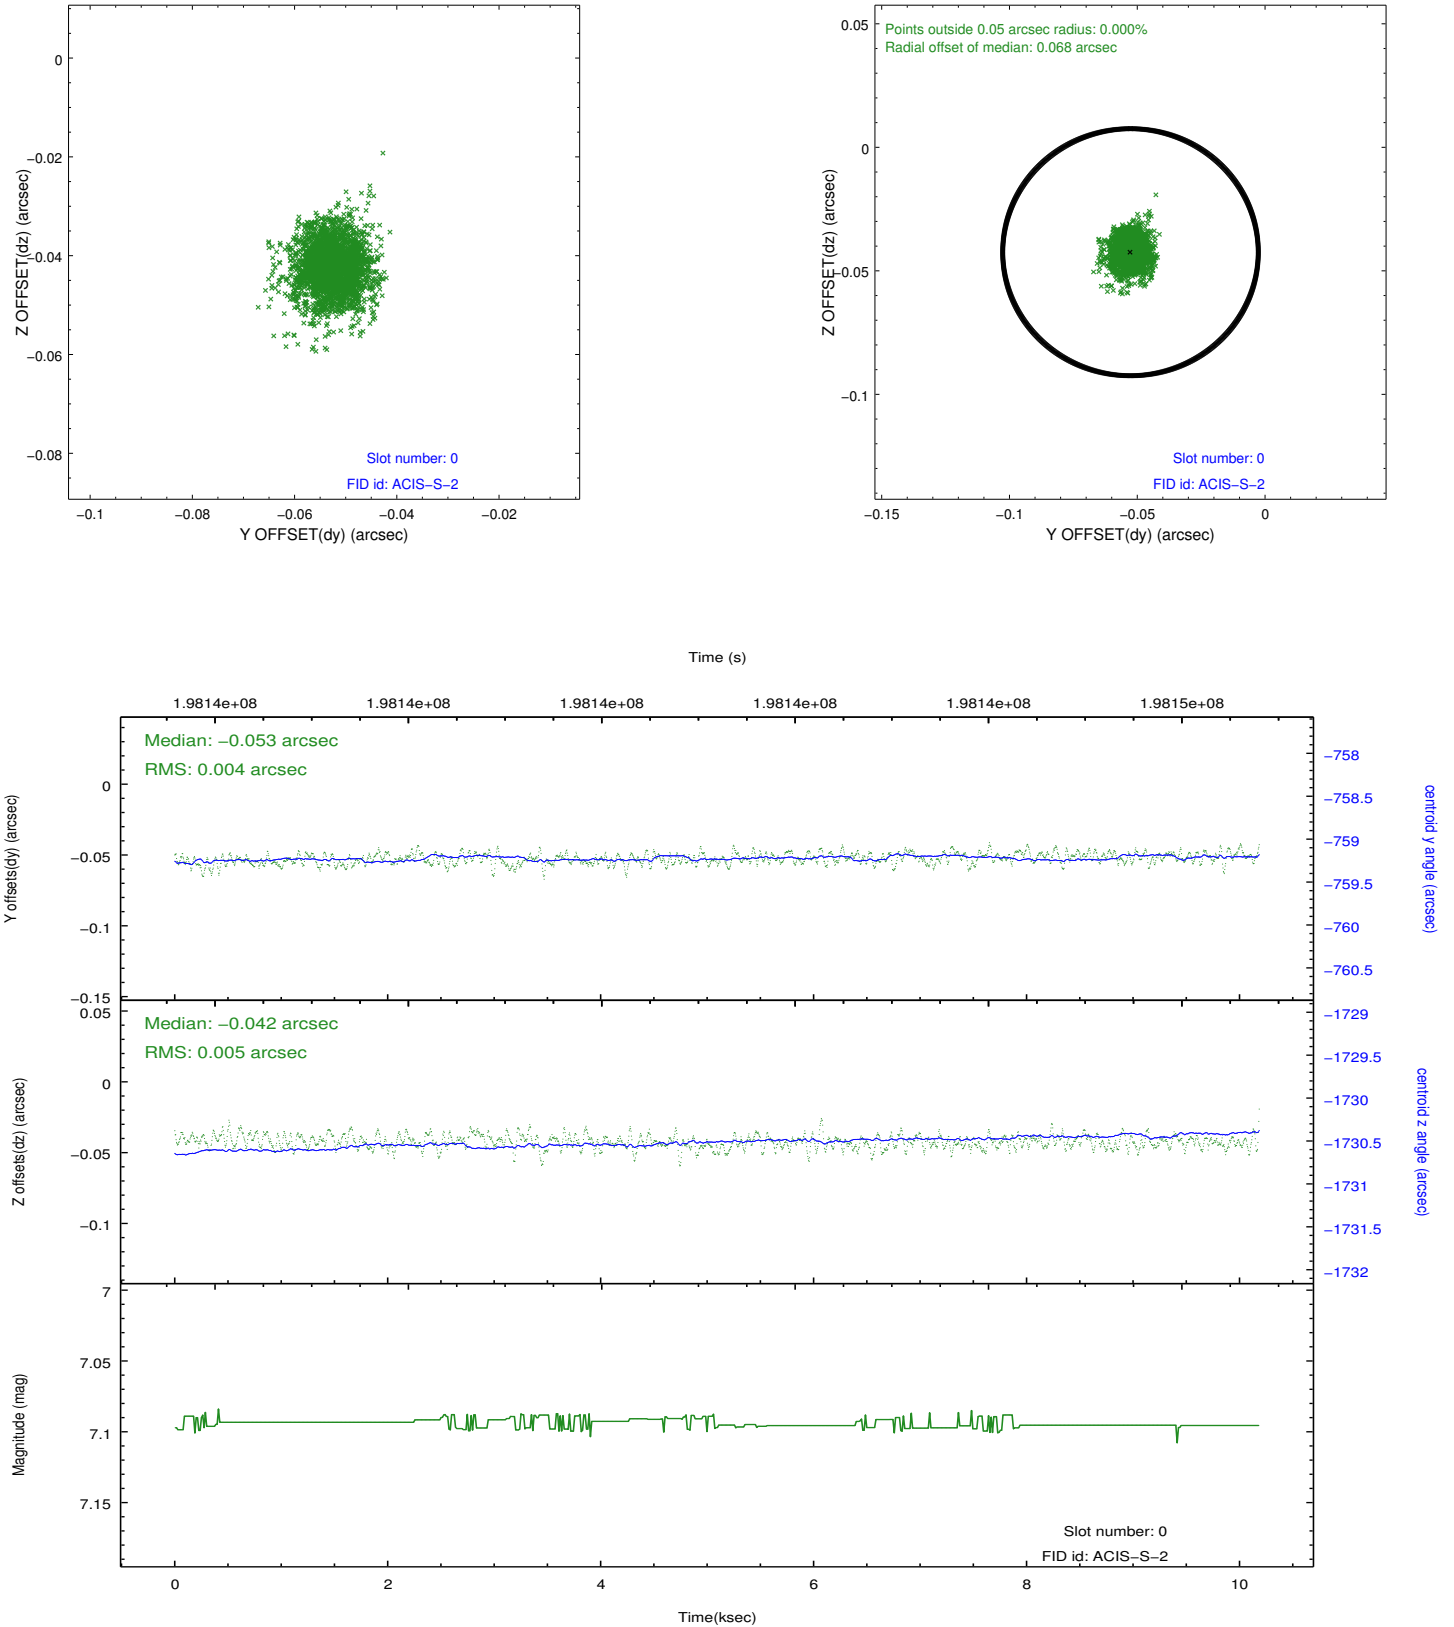 0
−0.02
−0.04
−0.06
−0.08
Z OFFSET(dz) (arcsec)
Slot number: 0
FID id: ACIS−S−2
−0.1
−0.08
−0.06
−0.04
−0.02
Y OFFSET(dy) (arcsec)
0.05
0
−0.05
−0.1
Z OFFSET(dz) (arcsec)
Points outside 0.05 arcsec radius: 0.000%
Radial offset of median: 0.068 arcsec
Slot number: 0
FID id: ACIS−S−2
−0.15
−0.1
−0.05
0
Y OFFSET(dy) (arcsec)
Time (s)
1.9814e+08
1.9814e+08
1.9814e+08
1.9814e+08
1.9814e+08
1.9815e+08
Median: −0.053 arcsec
RMS: 0.004 arcsec
0
−0.05
−0.1
−0.15
Y offsets(dy) (arcsec)
−758
−758.5
−759
−759.5
−760
−760.5
centroid y angle (arcsec)
Median: −0.042 arcsec
RMS: 0.005 arcsec
0.05
0
−0.05
−0.1
Z offsets(dz) (arcsec)
−1729
−1729.5
−1730
−1730.5
−1731
−1731.5
−1732
centroid z angle (arcsec)
7
7.05
7.1
7.15
Magnitude (mag)
Slot number: 0
FID id: ACIS−S−2
0
2
4
6
8
10
Time(ksec)